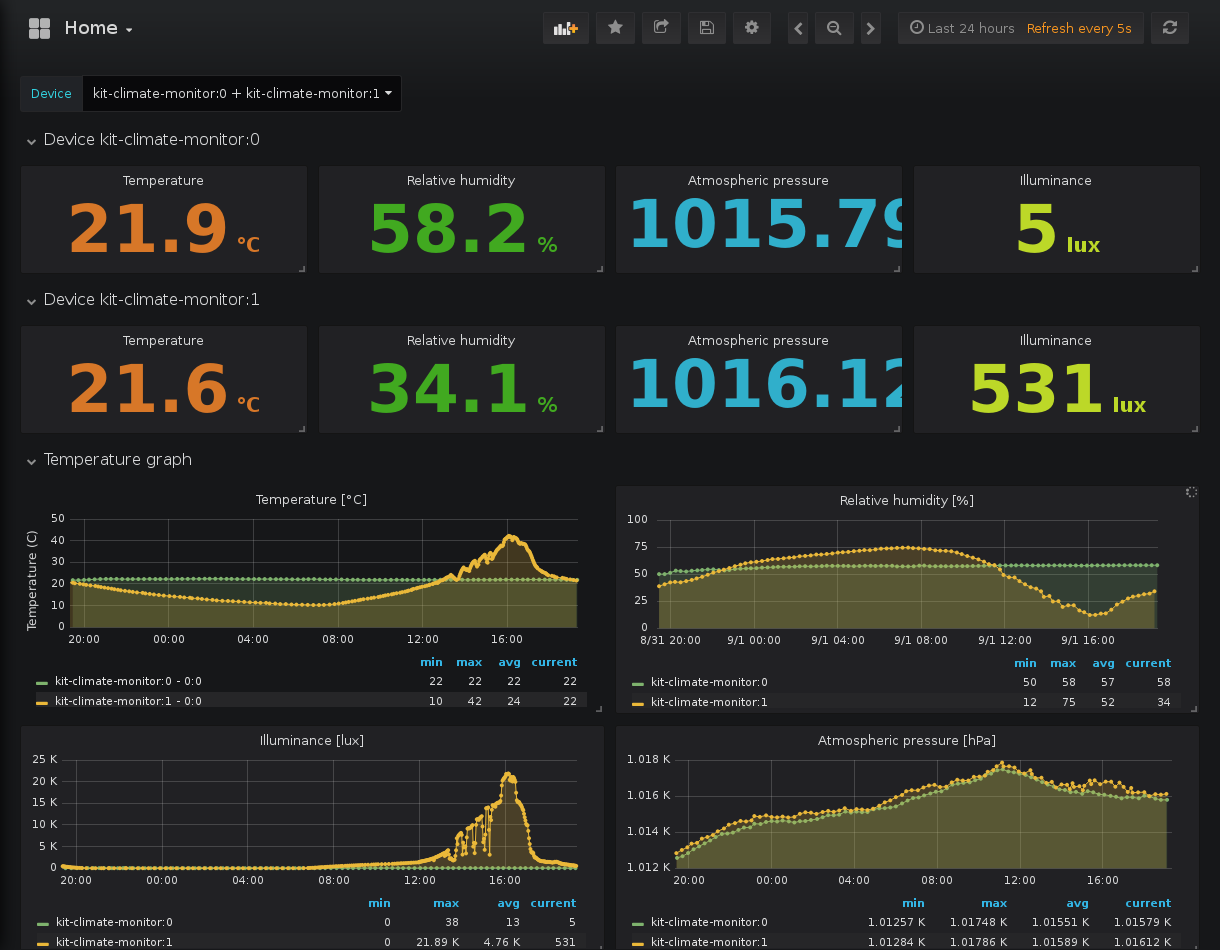 Home
Last 24 hours Refresh every 5s
Device kit-climate-monitor:0 + kit-climate-monitor:1
Device kit-climate-monitor:0
Temperature Relative humidity Atmospheric pressure Illuminance
21.9 °C 58.2 % 1015.79 5 lux
Device kit-climate-monitor:1
Temperature Relative humidity Atmospheric pressure Illuminance
21.6 °C 34.1 % 1016.12 531 lux
Temperature graph
Temperature [°C]
Temperature (C)
50
40
30
20
10
0
20:00 00:00 04:00 08:00 12:00 16:00
min max avg current
kit-climate-monitor:0 - 0:0 22 22 22 22
kit-climate-monitor:1 - 0:0 10 42 24 22
Relative humidity [%]
100
75
50
25
0
8/31 20:00 9/1 00:00 9/1 04:00 9/1 08:00 9/1 12:00 9/1 16:00
min max avg current
kit-climate-monitor:0 50 58 57 58
kit-climate-monitor:1 12 75 52 34
Illuminance [lux]
25 K
20 K
15 K
10 K
5 K
0
20:00 00:00 04:00 08:00 12:00 16:00
min max avg current
kit-climate-monitor:0 0 38 13 5
kit-climate-monitor:1 0 21.89 K 4.76 K 531
Atmospheric pressure [hPa]
1.018 K
1.016 K
1.014 K
1.012 K
20:00 00:00 04:00 08:00 12:00 16:00
min max avg current
kit-climate-monitor:0 1.01257 K 1.01748 K 1.01551 K 1.01579 K
kit-climate-monitor:1 1.01284 K 1.01786 K 1.01589 K 1.01612 K